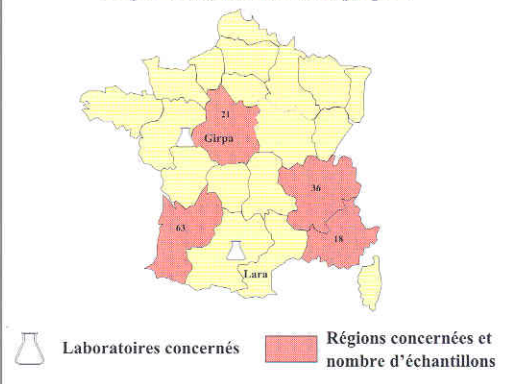 21
Girpa
36
63
18
Lara
Laboratoires concernés
Régions concernées et
nombre d'échantillons